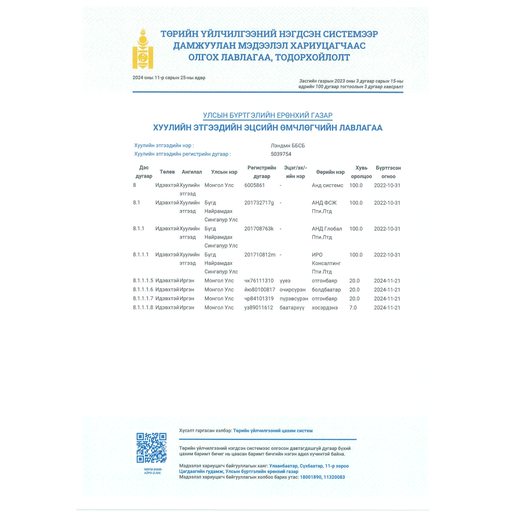 ТӨРИЙН ҮЙЛЧИЛГЭЭНИЙ НЭГДСЭН СИСТЕМЭЭР
ДАМЖУУЛАН МЭДЭЭЛЭЛ ХАРИУЦАГЧААС
ОЛГОХ ЛАВЛАГАА, ТОДОРХОЙЛОЛТ
2024 оны 11-р сарын 25-ны өдөр
Засгийн газрын 2023 оны 3 дугаар сарын 15-ны
өдрийн 100 дугаар тогтоолын 3 дугаар хавсралт
УЛСЫН БҮРТГЭЛИЙН ЕРӨНХИЙ ГАЗАР
ХУУЛИЙН ЭТГЭЭДИЙН ЭЦСИЙН ӨМЧЛӨГЧИЙН ЛАВЛАГАА
Хуулийн этгээдийн нэр : Лэндмн ББСБ
Хуулийн этгээдийн регистрийн дугаар : 5039754
Дэс дугаар Төлөв Ангилал Улсын нэр Регистрийн дугаар Эцэг/эх/-ийн нэр Өөрийн нэр Хувь оролцоо Бүртгэсэн огноо
8 Идэвхтэй Хуулийн этгээд Монгол Улс 6005861 - Анд системс 100.0 2022-10-31
8.1 Идэвхтэй Хуулийн этгээд Бүгд Найрамдах Сингапур Улс 201732717g - АНД ФСЖ Пти.Лтд 100.0 2022-10-31
8.1.1 Идэвхтэй Хуулийн этгээд Бүгд Найрамдах Сингапур Улс 201708763k - АНД Глобал Пти.Лтд 100.0 2022-10-31
8.1.1.1 Идэвхтэй Хуулийн этгээд Бүгд Найрамдах Сингапур Улс 201710812m - ИРО Консалтинг Пти Лтд 100.0 2022-10-31
8.1.1.1.5 Идэвхтэй Иргэн Монгол Улс чк76111310 отгонбаяр 20.0 2024-11-21
8.1.1.1.6 Идэвхтэй Иргэн Монгол Улс йю80100817 очирсүрэн болдбаатар 20.0 2024-11-21
8.1.1.1.7 Идэвхтэй Иргэн Монгол Улс чр84101319 пүрэвсүрэн отгонбаяр 20.0 2024-11-21
8.1.1.1.8 Идэвхтэй Иргэн Монгол Улс уз89011612 баатархүү хосэрдэнэ 7.0 2024-11-21
Хуулгт гаргасан хэлбэр: Төрийн үйлчилгээний цахим систем
Төрийн үйлчилгээний нэгдсэн системээс олгосон давтагдашгүй дугаар бүхий
цахим баримт бичиг нь цаасан баримт бичгийн нэгэн адил хүчинтэй байна.
Мэдээлэл хариуцагч байгууллагын хаяг: Улаанбаатар, Сүхбаатар, 11-р хороо
Цагдаагийн гудамж, Улсын бүртгэлийн ерөнхий газар
Мэдээлэл хариуцагч байгууллагын холбоо барих утас: 18001890, 11320083